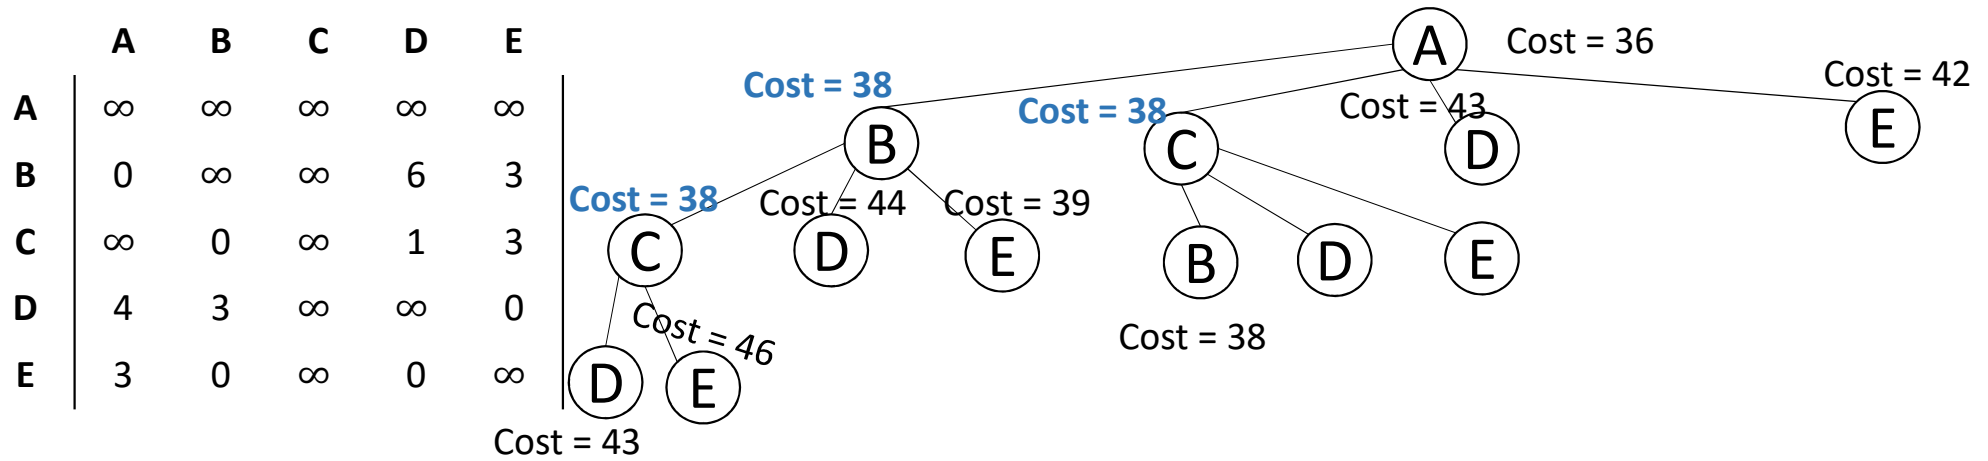 A B C D E
A ∞ ∞ ∞ ∞ ∞
B 0 ∞ ∞ 6 3
C ∞ 0 ∞ 1 3
D 4 3 ∞ ∞ 0
E 3 0 ∞ 0 ∞
A
Cost = 36
Cost = 38
B
Cost = 38
C
Cost = 43
D
Cost = 42
E
Cost = 38
C
Cost = 44
D
Cost = 39
E
B
Cost = 38
D
E
D
Cost = 43
Cost = 46
E